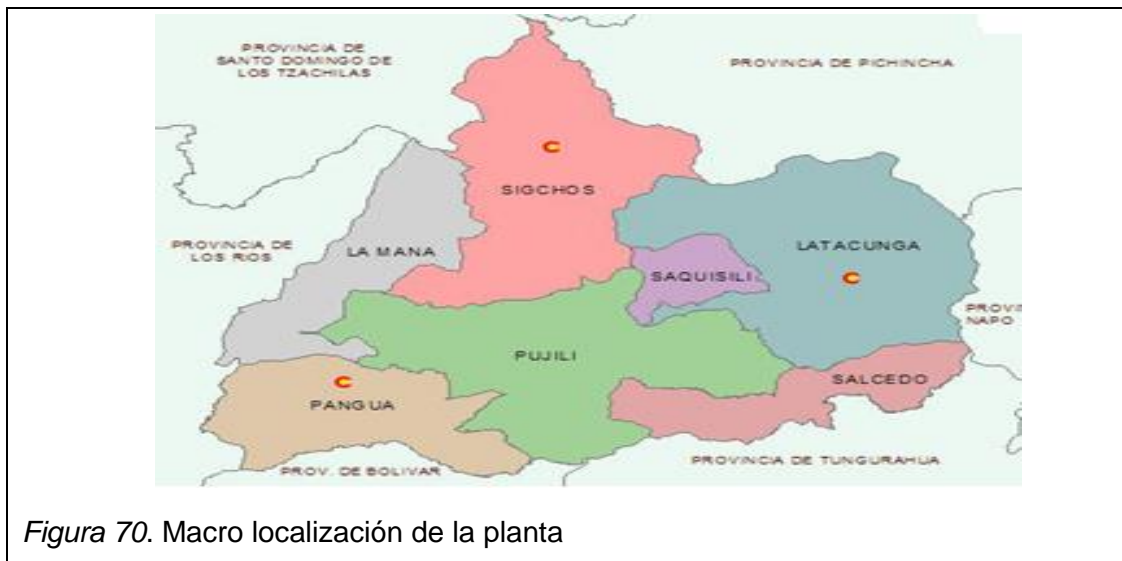 PROVINCIA DE
SANTO DOMINGO DE
LOS TZACHILAS
PROVINCIA DE PICHINCHA
C
SIGCHOS
PROVINCIA DE
LOS RIOS
LA MANA
LATACUNGA
SAQUISILI
C
PROVI
NAPO
PUJILI
C
PANGUA
SALCEDO
PROV. DE BOLIVAR
PROVINCIA DE TUNGURAHUA
Figura 70. Macro localización de la planta